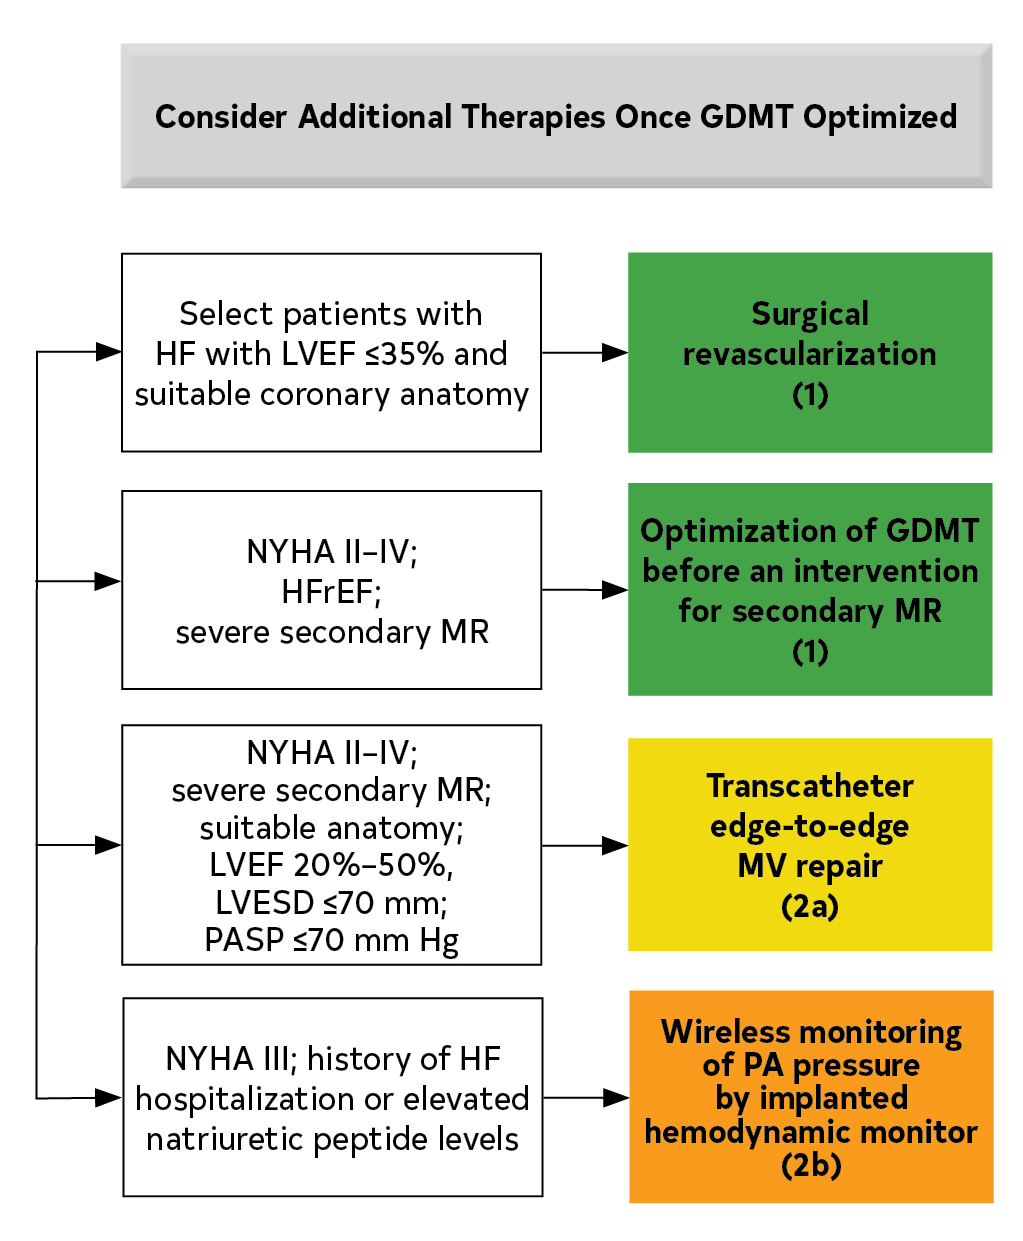 Consider Additional Therapies Once GDMT Optimized
Select patients with
HF with LVEF ≤35% and
suitable coronary anatomy
Surgical
revascularization
(1)
NYHA II–IV;
HFrEF;
severe secondary MR
Optimization of GDMT
before an intervention
for secondary MR
(1)
NYHA II–IV;
severe secondary MR;
suitable anatomy;
LVEF 20%–50%,
LVESD ≤70 mm;
PASP ≤70 mm Hg
Transcatheter
edge-to-edge
MV repair
(2a)
NYHA III; history of HF
hospitalization or elevated
natriuretic peptide levels
Wireless monitoring
of PA pressure
by implanted
hemodynamic monitor
(2b)